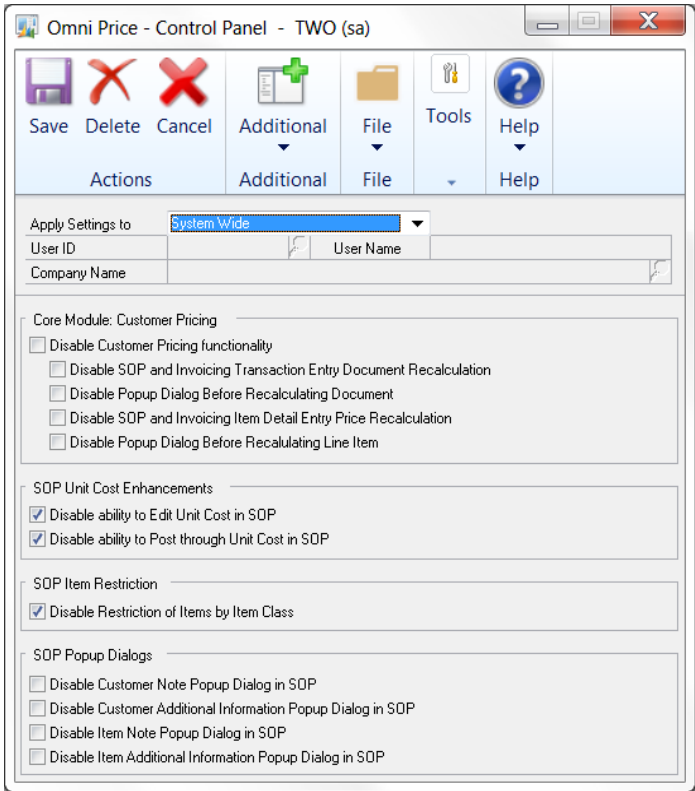 Omni Price - Control Panel - TWO (sa)
Save Delete Cancel Additional File Tools Help
Actions Additional File Help
Apply Settings to System Wide
User ID User Name
Company Name
Core Module: Customer Pricing
Disable Customer Pricing functionality
Disable SOP and Invoicing Transaction Entry Document Recalculation
Disable Popup Dialog Before Recalculating Document
Disable SOP and Invoicing Item Detail Entry Price Recalculation
Disable Popup Dialog Before Recalulating Line Item
SOP Unit Cost Enhancements
Disable ability to Edit Unit Cost in SOP
Disable ability to Post through Unit Cost in SOP
SOP Item Restriction
Disable Restriction of Items by Item Class
SOP Popup Dialogs
Disable Customer Note Popup Dialog in SOP
Disable Customer Additional Information Popup Dialog in SOP
Disable Item Note Popup Dialog in SOP
Disable Item Additional Information Popup Dialog in SOP